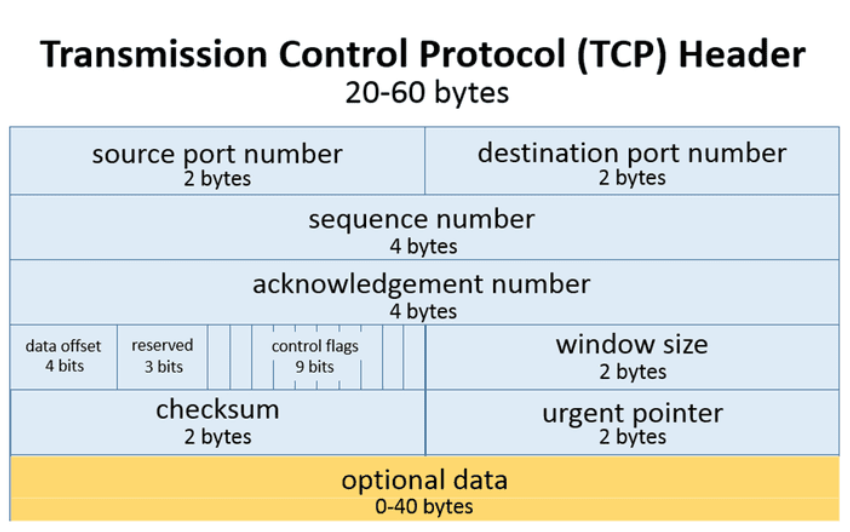 Transmission Control Protocol (TCP) Header
20-60 bytes
source port number
2 bytes
destination port number
2 bytes
sequence number
4 bytes
acknowledgement number
4 bytes
data offset
4 bits
reserved
3 bits
control flags
9 bits
window size
2 bytes
checksum
2 bytes
urgent pointer
2 bytes
optional data
0-40 bytes